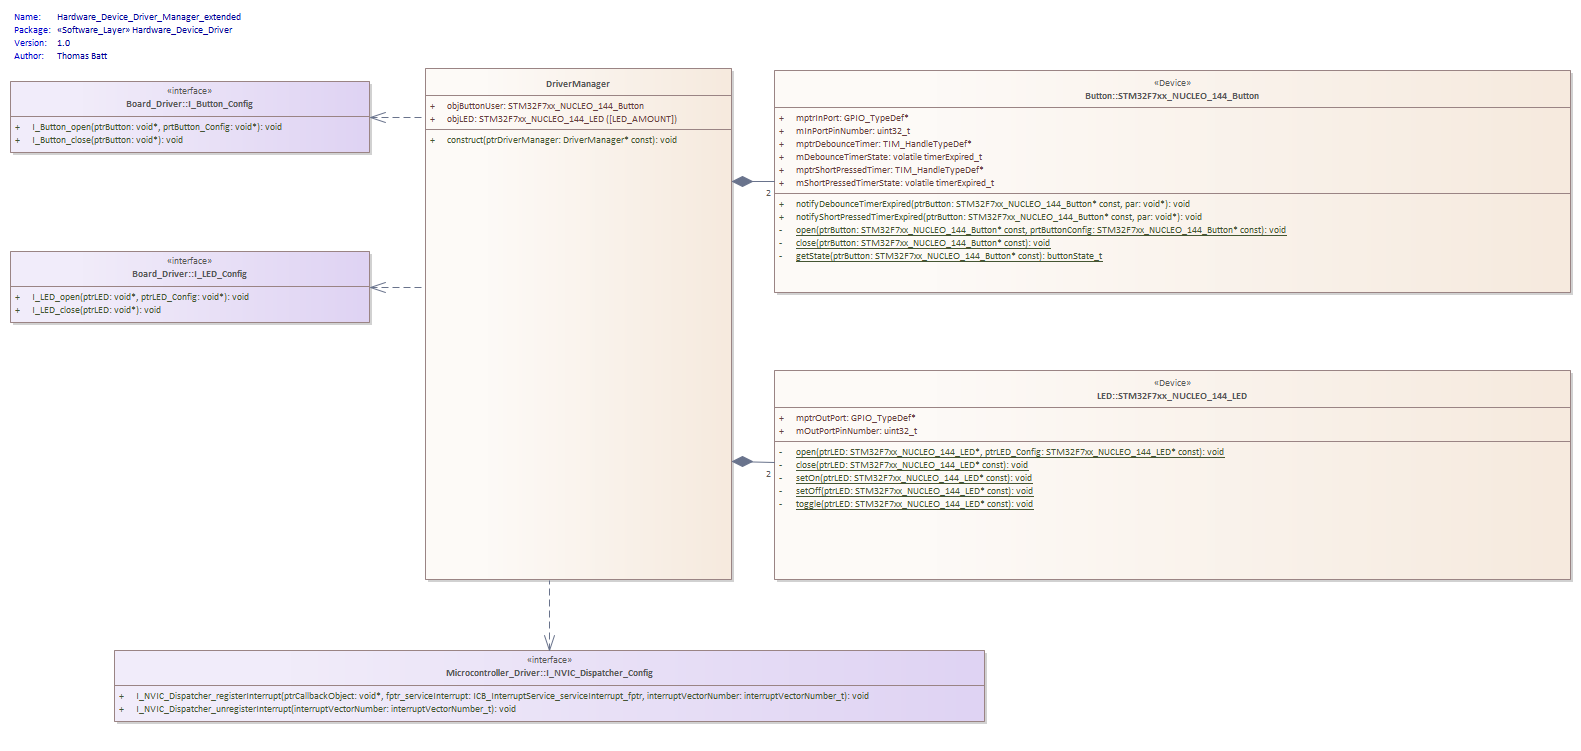 Name: Hardware_Device_Driver_Manager_extended
Package: «Software_Layer» Hardware_Device_Driver
Version: 1.0
Author: Thomas Batt
«interface»
Board_Driver::I_Button_Config
+ I_Button_open(ptrButton: void*, prtButton_Config: void*): void
+ I_Button_close(ptrButton: void*): void
«interface»
Board_Driver::I_LED_Config
+ I_LED_open(ptrLED: void*, ptrLED_Config: void*): void
+ I_LED_close(ptrLED: void*): void
DriverManager
+ objButtonUser: STM32F7xx_NUCLEO_144_Button
+ objLED: STM32F7xx_NUCLEO_144_LED ([LED_AMOUNT])
+ construct(ptrDriverManager: DriverManager* const): void
2
2
«Device»
Button::STM32F7xx_NUCLEO_144_Button
+ mptrInPort: GPIO_TypeDef*
+ mInPortPinNumber: uint32_t
+ mptrDebounceTimer: TIM_HandleTypeDef*
+ mDebounceTimerState: volatile timerExpired_t
+ mptrShortPressedTimer: TIM_HandleTypeDef*
+ mShortPressedTimerState: volatile timerExpired_t
+ notifyDebounceTimerExpired(ptrButton: STM32F7xx_NUCLEO_144_Button* const, par: void*): void
+ notifyShortPressedTimerExpired(ptrButton: STM32F7xx_NUCLEO_144_Button* const, par: void*): void
- open(ptrButton: STM32F7xx_NUCLEO_144_Button* const, prtButtonConfig: STM32F7xx_NUCLEO_144_Button* const): void
- close(ptrButton: STM32F7xx_NUCLEO_144_Button* const): void
- getState(ptrButton: STM32F7xx_NUCLEO_144_Button* const): buttonState_t
«Device»
LED::STM32F7xx_NUCLEO_144_LED
+ mptrOutPort: GPIO_TypeDef*
+ mOutPortPinNumber: uint32_t
- open(ptrLED: STM32F7xx_NUCLEO_144_LED*, ptrLED_Config: STM32F7xx_NUCLEO_144_LED* const): void
- close(ptrLED: STM32F7xx_NUCLEO_144_LED* const): void
- setOn(ptrLED: STM32F7xx_NUCLEO_144_LED* const): void
- setOff(ptrLED: STM32F7xx_NUCLEO_144_LED* const): void
- toggle(ptrLED: STM32F7xx_NUCLEO_144_LED* const): void
«interface»
Microcontroller_Driver::I_NVIC_Dispatcher_Config
+ I_NVIC_Dispatcher_registerInterrupt(ptrCallbackObject: void*, fptr_serviceInterrupt: ICB_InterruptService_serviceInterrupt_fptr, interruptVectorNumber: interruptVectorNumber_t): void
+ I_NVIC_Dispatcher_unregisterInterrupt(interruptVectorNumber: interruptVectorNumber_t): void